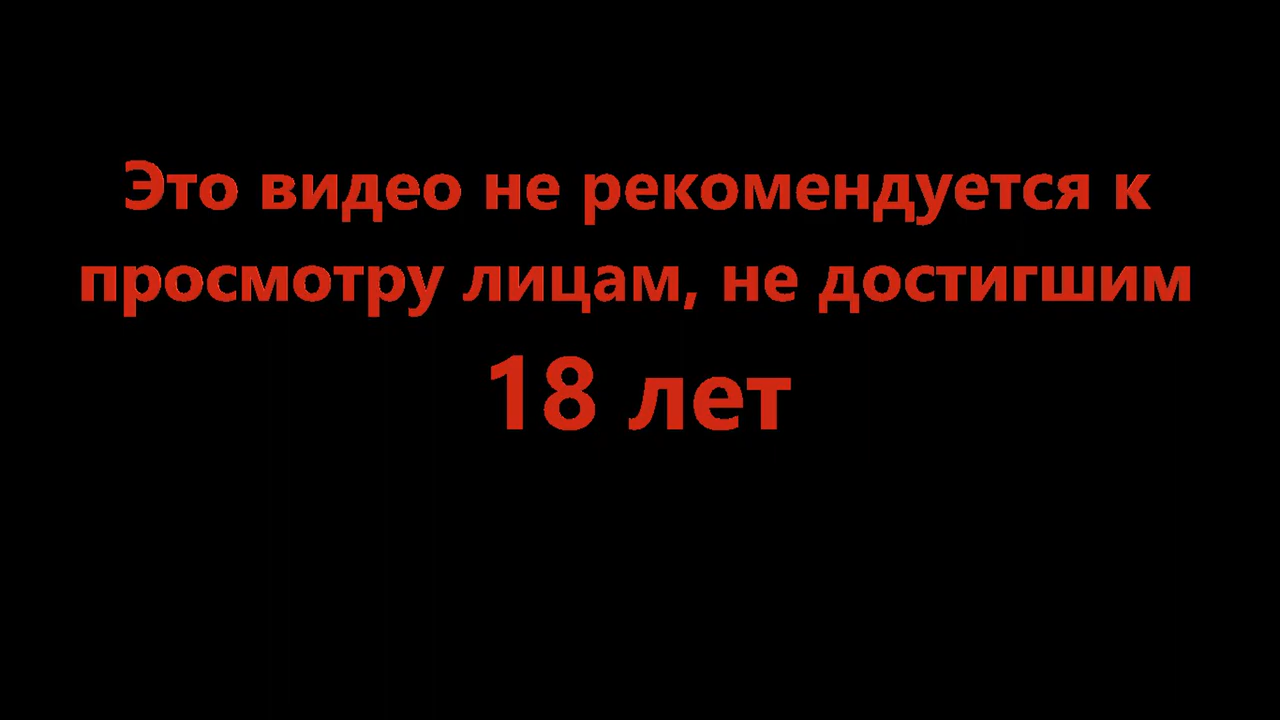 Это видео не рекомендуется к
просмотру лицам, не достигшим
18 лет